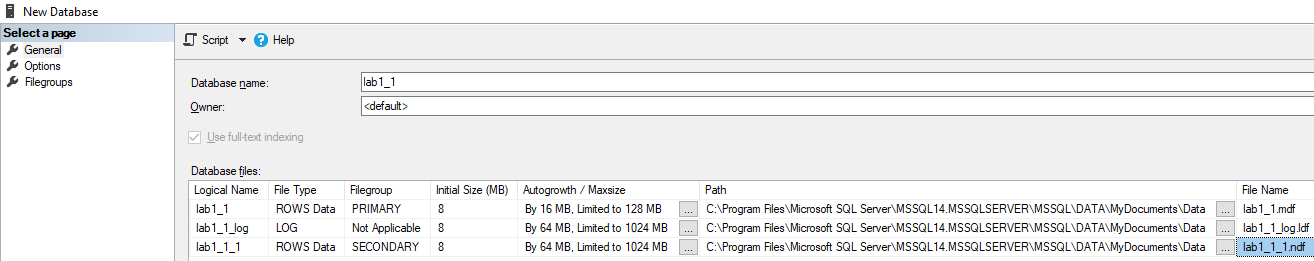 New Database
Select a page
General
Options
Filegroups
Script Help
Database name: lab1_1
Owner: <default>
Use full-text indexing
Database files:
Logical Name File Type Filegroup Initial Size (MB) Autogrowth / Maxsize Path File Name
lab1_1 ROWS Data PRIMARY 8 By 16 MB, Limited to 128 MB ... C:\Program Files\Microsoft SQL Server\MSSQL14.MSSQLSERVER\MSSQL\DATA\MyDocuments\Data ... lab1_1.mdf
lab1_1_log LOG Not Applicable 8 By 64 MB, Limited to 1024 MB ... C:\Program Files\Microsoft SQL Server\MSSQL14.MSSQLSERVER\MSSQL\DATA\MyDocuments\Data ... lab1_1_log.ldf
lab1_1_1 ROWS Data SECONDARY 8 By 64 MB, Limited to 1024 MB ... C:\Program Files\Microsoft SQL Server\MSSQL14.MSSQLSERVER\MSSQL\DATA\MyDocuments\Data ... lab1_1_1.ndf